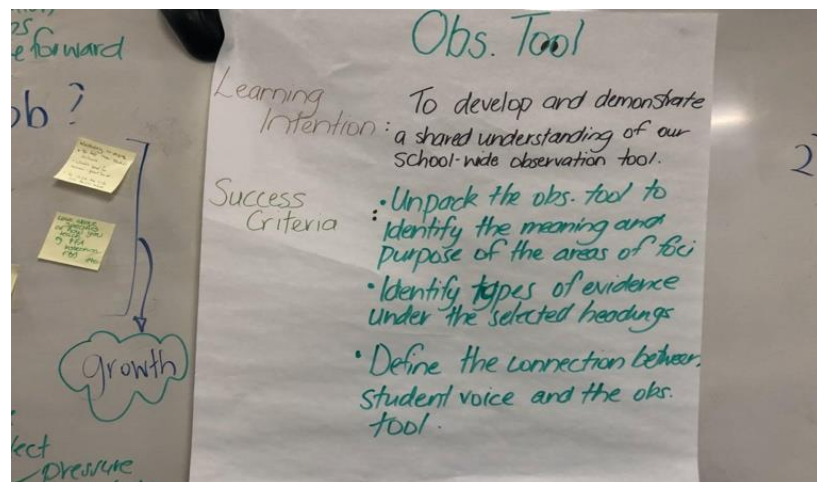 e forward
ob ?
growth
lect
pressure
Obs. Tool
Learning
Intention :
To develop and demonstrate
a shared understanding of our
school-wide observation tool.
Success
Criteria :
• Unpack the obs. tool to
identify the meaning and
purpose of the areas of foci
• Identify types of evidence
under the selected headings
• Define the connection between
student voice and the obs.
tool.
2